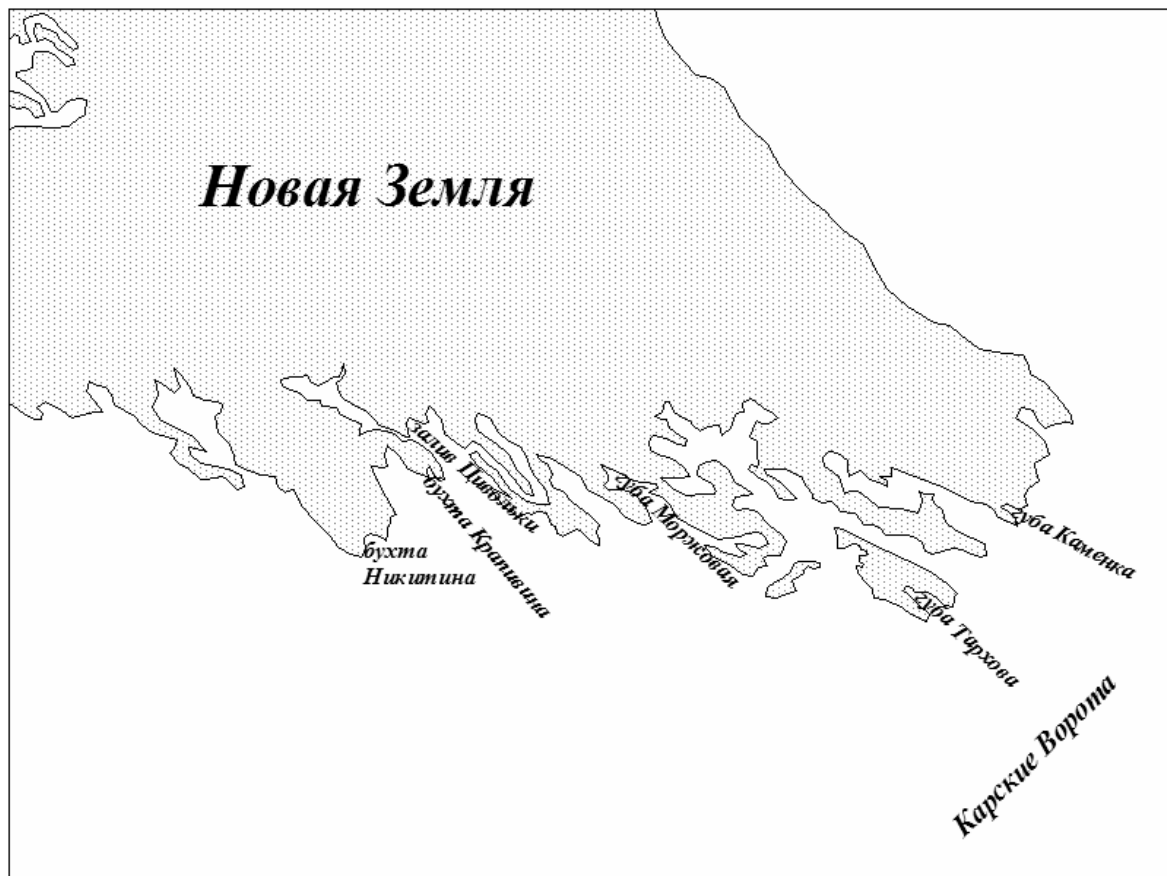 Новая Земля
залив Цивольки
бухта Крапивина
бухта
Никитина
губа Моржовая
губа Каменка
губа Тархова
Карские Ворота